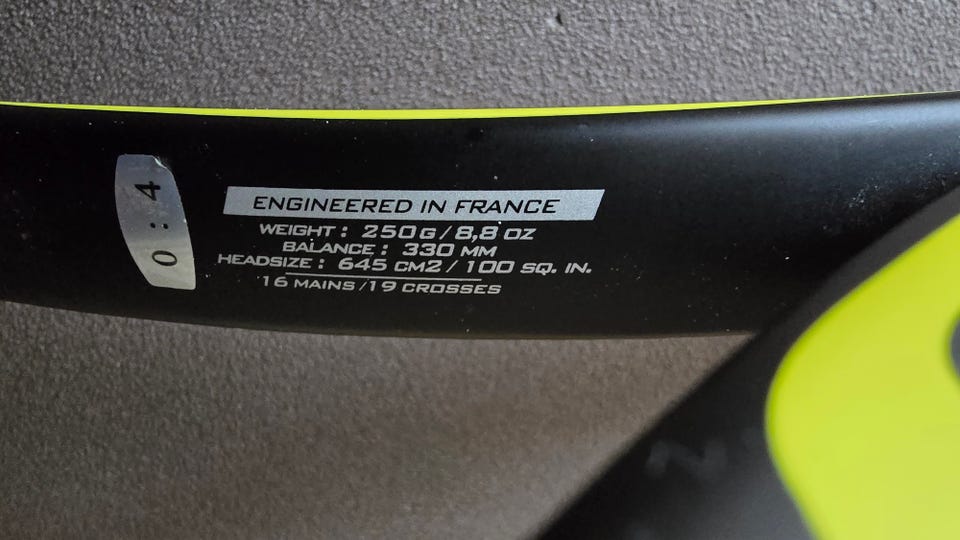 0 : 4
ENGINEERED IN FRANCE
WEIGHT : 250G/8,8 OZ
BALANCE : 330 MM
HEADSIZE : 645 CM2 / 100 SQ. IN.
16 MAINS/19 CROSSES